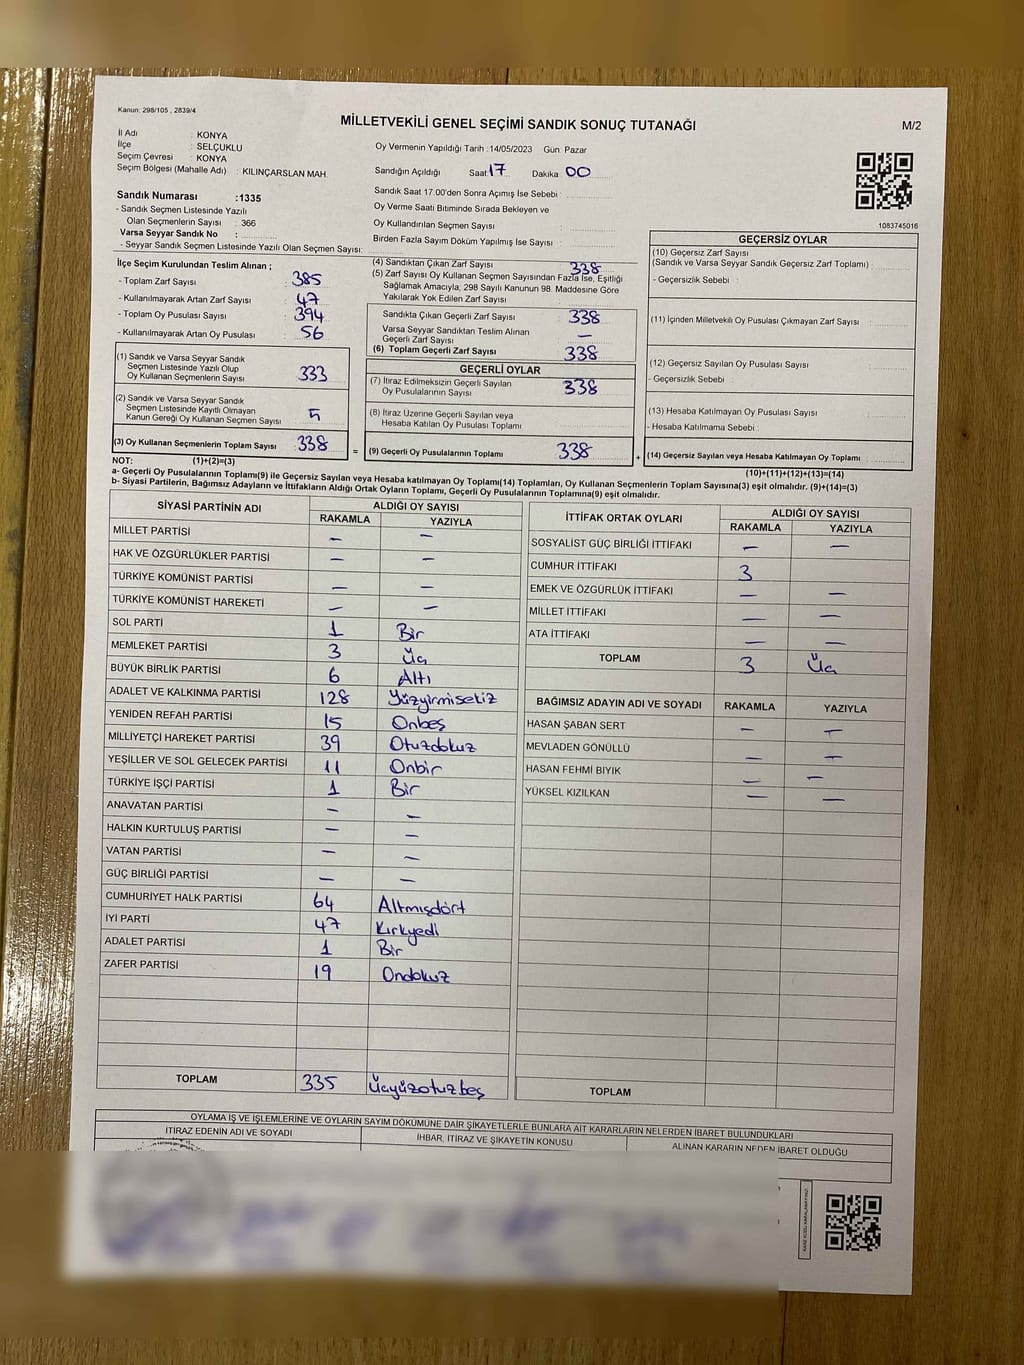 Kanun: 298/105 , 2839/4
MİLLETVEKİLİ GENEL SEÇİMİ SANDIK SONUÇ TUTANAĞI
M/2
İl Adı : KONYA
İlçe : SELÇUKLU
Seçim Çevresi : KONYA
Seçim Bölgesi (Mahalle Adı) : KILINÇARSLAN MAH.
Oy Vermenin Yapıldığı Tarih :14/05/2023 Gün: Pazar
Sandığın Açıldığı Saat 17 Dakika 00
Sandık Saat 17.00'den Sonra Açımış İse Sebebi :
Oy Verme Saati Bitiminde Sırada Bekleyen ve
Oy Kullandırılan Seçmen Sayısı :
Birden Fazla Sayım Döküm Yapılmış İse Sayısı :
1083745016
Sandık Numarası :1335
- Sandık Seçmen Listesinde Yazılı
Olan Seçmenlerin Sayısı : 366
Varsa Seyyar Sandık No :
- Seyyar Sandık Seçmen Listesinde Yazılı Olan Seçmen Sayısı:
İlçe Seçim Kurulundan Teslim Alınan ;
- Toplam Zarf Sayısı : 385
- Kullanılmayarak Artan Zarf Sayısı : 47
- Toplam Oy Pusulası Sayısı : 394
- Kullanılmayarak Artan Oy Pusulası : 56
(1) Sandık ve Varsa Seyyar Sandık
Seçmen Listesinde Yazılı Olup
Oy Kullanan Seçmenlerin Sayısı : 333
(2) Sandık ve Varsa Seyyar Sandık
Seçmen Listesinde Kayıtlı Olmayan
Kanun Gereği Oy Kullanan Seçmen Sayısı : 5
(3) Oy Kullanan Seçmenlerin Toplam Sayısı : 338
(4) Sandıktan Çıkan Zarf Sayısı : 338
(5) Zarf Sayısı Oy Kullanan Seçmen Sayısından Fazla İse, Eşitliği
Sağlamak Amacıyla, 298 Sayılı Kanunun 98. Maddesine Göre
Yakılarak Yok Edilen Zarf Sayısı :
Sandıkta Çıkan Geçerli Zarf Sayısı : 338
Varsa Seyyar Sandıktan Teslim Alınan
Geçerli Zarf Sayısı : —
(6) Toplam Geçerli Zarf Sayısı : 338
GEÇERLİ OYLAR
(7) İtiraz Edilmeksizin Geçerli Sayılan
Oy Pusulalarının Sayısı : 338
(8) İtiraz Üzerine Geçerli Sayılan veya
Hesaba Katılan Oy Pusulası Toplamı :
= (9) Geçerli Oy Pusulalarının Toplamı : 338
GEÇERSİZ OYLAR
(10) Geçersiz Zarf Sayısı
(Sandık ve Varsa Seyyar Sandık Geçersiz Zarf Toplamı) :
- Geçersizlik Sebebi :
(11) İçinden Milletvekili Oy Pusulası Çıkmayan Zarf Sayısı :
(12) Geçersiz Sayılan Oy Pusulası Sayısı :
- Geçersizlik Sebebi :
(13) Hesaba Katılmayan Oy Pusulası Sayısı :
- Hesaba Katılmama Sebebi :
+ (14) Geçersiz Sayılan veya Hesaba Katılmayan Oy Toplamı :
NOT: (1)+(2)=(3)
(10)+(11)+(12)+(13)=(14)
a- Geçerli Oy Pusulalarının Toplamı(9) ile Geçersiz Sayılan veya Hesaba katılmayan Oy Toplamı(14) Toplamları, Oy Kullanan Seçmenlerin Toplam Sayısına(3) eşit olmalıdır. (9)+(14)=(3)
b- Siyasi Partilerin, Bağımsız Adayların ve İttifakların Aldığı Ortak Oyların Toplamı, Geçerli Oy Pusulalarının Toplamına(9) eşit olmalıdır.
SİYASİ PARTİNİN ADI ALDIĞI OY SAYISI
RAKAMLA YAZIYLA
MİLLET PARTİSİ — —
HAK VE ÖZGÜRLÜKLER PARTİSİ — —
TÜRKİYE KOMÜNİST PARTİSİ — —
TÜRKİYE KOMÜNİST HAREKETİ — —
SOL PARTİ 1 Bir
MEMLEKET PARTİSİ 3 Üç
BÜYÜK BİRLİK PARTİSİ 6 Altı
ADALET VE KALKINMA PARTİSİ 128 Yüzyirmisekiz
YENİDEN REFAH PARTİSİ 15 Onbeş
MİLLİYETÇİ HAREKET PARTİSİ 39 Otuzdokuz
YEŞİLLER VE SOL GELECEK PARTİSİ 11 Onbir
TÜRKİYE İŞÇİ PARTİSİ 1 Bir
ANAVATAN PARTİSİ — —
HALKIN KURTULUŞ PARTİSİ — —
VATAN PARTİSİ — —
GÜÇ BİRLİĞİ PARTİSİ — —
CUMHURİYET HALK PARTİSİ 64 Altmışdört
İYİ PARTİ 47 Kırkyedi
ADALET PARTİSİ 1 Bir
ZAFER PARTİSİ 19 Ondokuz
TOPLAM 335 Üçyüzotuzbeş
İTTİFAK ORTAK OYLARI ALDIĞI OY SAYISI
RAKAMLA YAZIYLA
SOSYALİST GÜÇ BİRLİĞİ İTTİFAKI — —
CUMHUR İTTİFAKI 3
EMEK VE ÖZGÜRLÜK İTTİFAKI — —
MİLLET İTTİFAKI — —
ATA İTTİFAKI — —
TOPLAM 3 Üç
BAĞIMSIZ ADAYIN ADI VE SOYADI RAKAMLA YAZIYLA
HASAN ŞABAN SERT — —
MEVLADEN GÖNÜLLÜ — —
HASAN FEHMİ BIYIK — —
YÜKSEL KIZILKAN — —
TOPLAM
OYLAMA İŞ VE İŞLEMLERİNE VE OYLARIN SAYIM DÖKÜMÜNE DAİR ŞİKAYETLERLE BUNLARA AİT KARARLARIN NELERDEN İBARET BULUNDUKLARI
İTİRAZ EDENİN ADI VE SOYADI İHBAR, İTİRAZ VE ŞİKAYETİN KONUSU ALINAN KARARIN NEDEN İBARET OLDUĞU